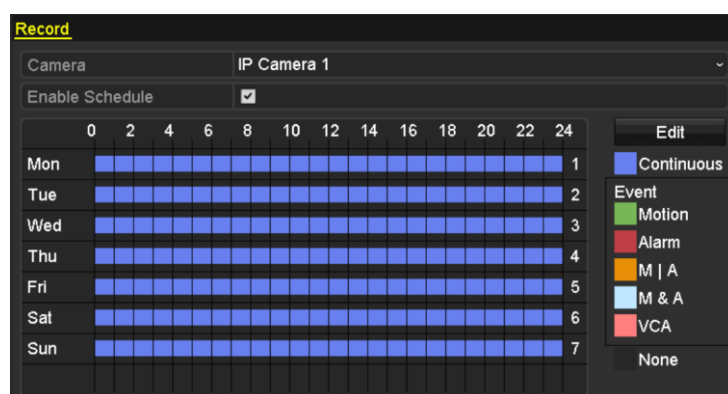 Record
Camera IP Camera 1
Enable Schedule
0 2 4 6 8 10 12 14 16 18 20 22 24
Edit
Mon 1
Continuous
Tue 2
Event
Motion
Wed 3
Alarm
Thu 4
M | A
Fri 5
M & A
Sat 6
VCA
Sun 7
None